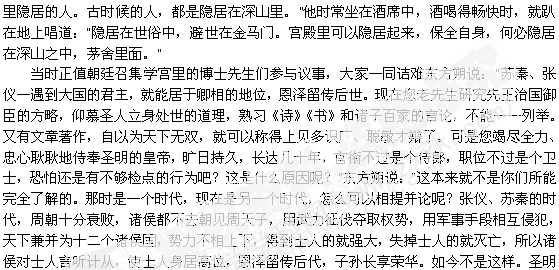 里隐居的人。古时候的人，都是隐居在深山里。"他时常坐在酒席中，酒喝得畅快时，就趴
在地上唱道："隐居在世俗中，避世在金马门。宫殿里可以隐居起来，保全自身，何必隐居
在深山之中，茅舍里面。"
当时正值朝廷召集学宫里的博士先生们参与议事，大家一同诘难东方朔说："苏秦、张
仪一遇到大国的君主，就能居于卿相的地位，恩泽留传后世。现在您老先生研究先王治国御
臣的方略，仰慕圣人立身处世的道理，熟习《诗》《书》和诸子百家的言论，不能一一列举。
又有文章著作，自以为天下无双，就可以称得上见多识广、聪敏才辩了。可是您竭尽全力、
忠心耿耿地侍奉圣明的皇帝，旷日持久，长达几十年，官衔不过是个侍郎，职位不过是个卫
士，恐怕还是有不够检点的行为吧？这是什么原因呢？"东方朔说："这本来就不是你们所能
完全了解的。那时是一个时代，现在是另一个时代，怎么可以相提并论呢？张仪、苏秦的时
代，周朝十分衰败，诸侯都不去朝见周天子，用武力征伐夺取权势，用军事手段相互侵犯，
天下兼并为十二个诸侯国，势力不相上下，得到士人的就强大，失掉士人的就灭亡，所以诸
侯对士人言听计从，使士人身居高位，恩泽留传后代，子孙长享荣华。如今不是这样。圣明